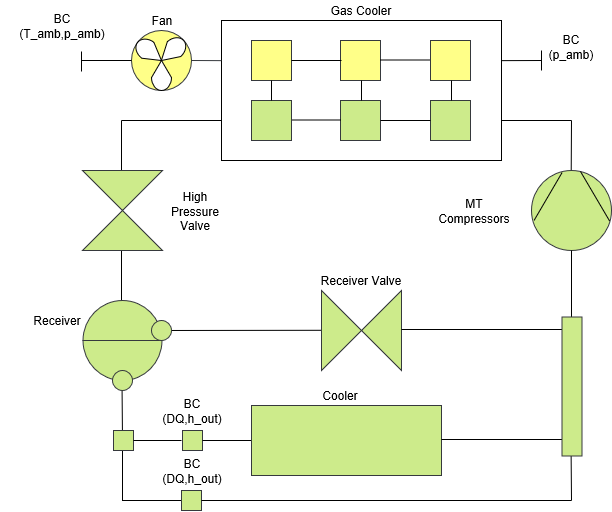 Gas Cooler
BC
(T_amb,p_amb)
Fan
BC
(p_amb)
High
Pressure
Valve
MT
Compressors
Receiver Valve
Receiver
Cooler
BC
(DQ,h_out)
BC
(DQ,h_out)